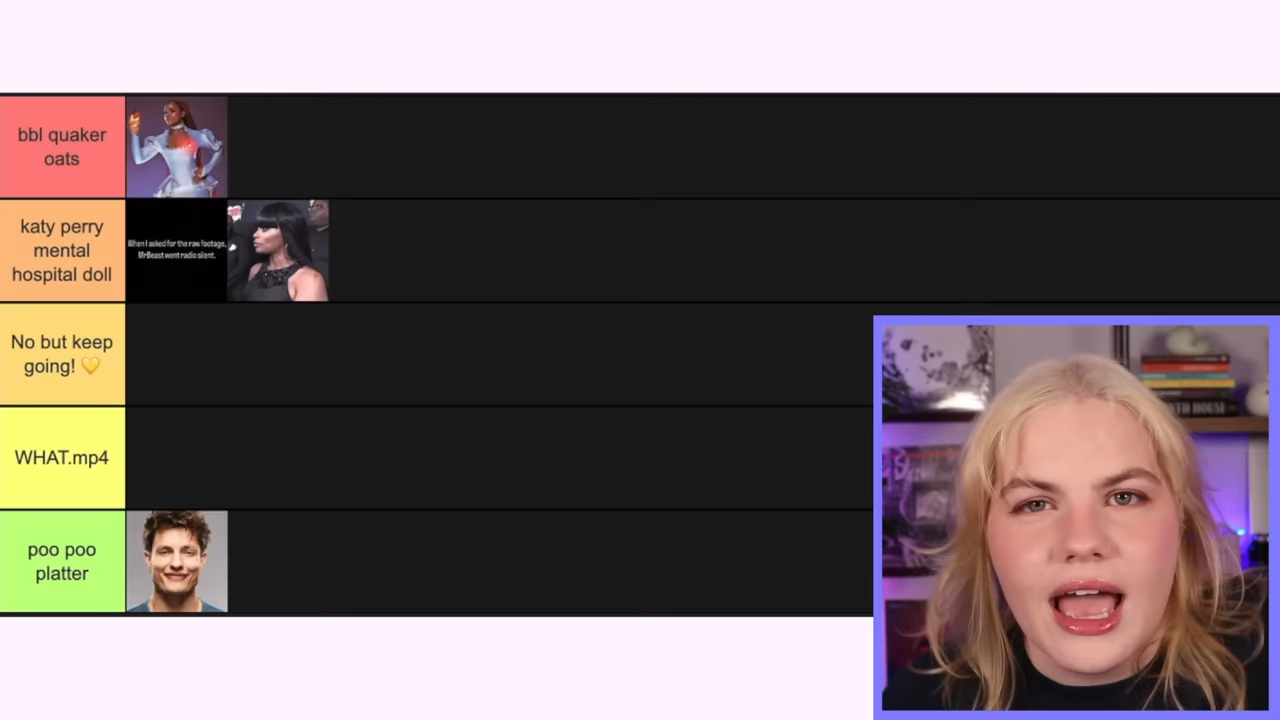 bbl quaker
oats
katy perry
mental
hospital doll
When I asked for the raw footage,
MrBeast went radio silent.
No but keep
going! 💛
WHAT.mp4
poo poo
platter